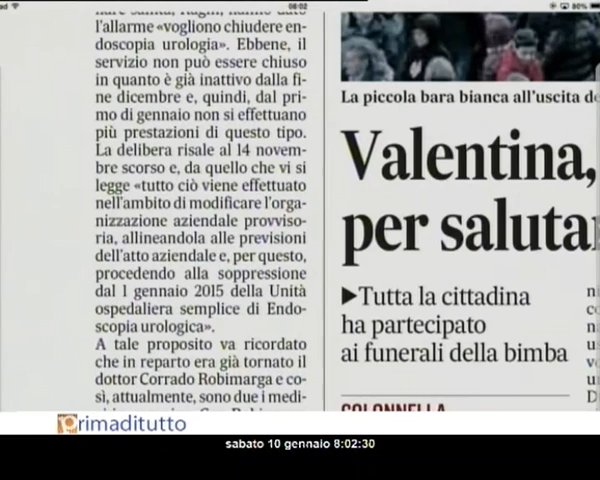 08:02
80%
l'allarme «vogliono chiudere en-
doscopia urologia». Ebbene, il
servizio non può essere chiuso
in quanto è già inattivo dalla fi-
ne dicembre e, quindi, dal pri-
mo di gennaio non si effettuano
più prestazioni di questo tipo.
La delibera risale al 14 novem-
bre scorso e, da quello che vi si
legge «tutto ciò viene effettuato
nell'ambito di modificare l'orga-
nizzazione aziendale provviso-
ria, allineandola alle previsioni
dell'atto aziendale e, per questo,
procedendo alla soppressione
dal 1 gennaio 2015 della Unità
ospedaliera semplice di Endo-
scopia urologica».
A tale proposito va ricordato
che in reparto era già tornato il
dottor Corrado Robimarga e co-
sì, attualmente, sono due i medi-
La piccola bara bianca all'uscita d
Valentina,
per saluta
▶Tutta la cittadina
ha partecipato
ai funerali della bimba
COLONNELLA
primaditutto
sabato 10 gennaio 8:02:30